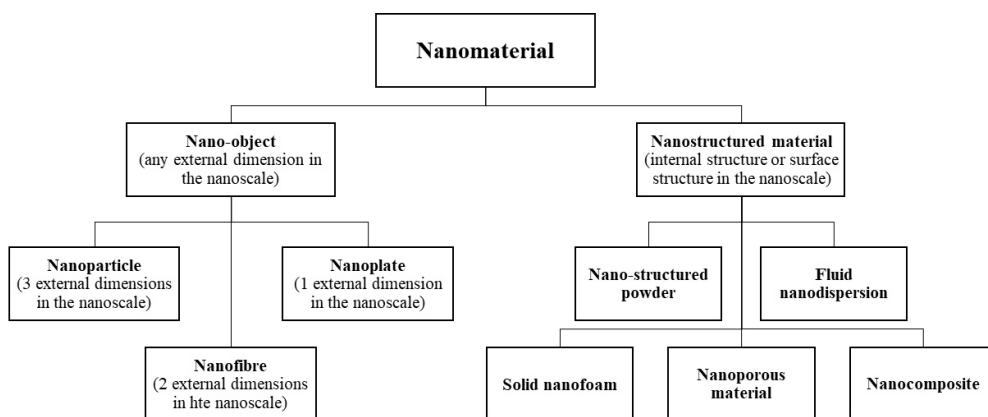 Nanomaterial
Nano-object
(any external dimension in
the nanoscale)
Nanostructured material
(internal structure or surface
structure in the nanoscale)
Nanoparticle
(3 external dimensions
in the nanoscale)
Nanoplate
(1 external dimension
in the nanoscale)
Nano-structured
powder
Fluid
nanodispersion
Nanofibre
(2 external dimensions
in hte nanoscale)
Solid nanofoam
Nanoporous
material
Nanocomposite